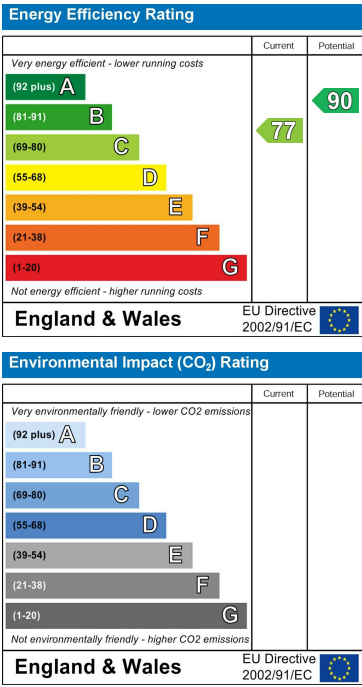 Energy Efficiency Rating
Current Potential
Very energy efficient - lower running costs
(92 plus) A
(81-91) B
(69-80) C
(55-68) D
(39-54) E
(21-38) F
(1-20) G
77
90
Not energy efficient - higher running costs
England & Wales
EU Directive
2002/91/EC
Environmental Impact (CO₂) Rating
Current Potential
Very environmentally friendly - lower CO2 emissions
(92 plus) A
(81-91) B
(69-80) C
(55-68) D
(39-54) E
(21-38) F
(1-20) G
Not environmentally friendly - higher CO2 emissions
England & Wales
EU Directive
2002/91/EC